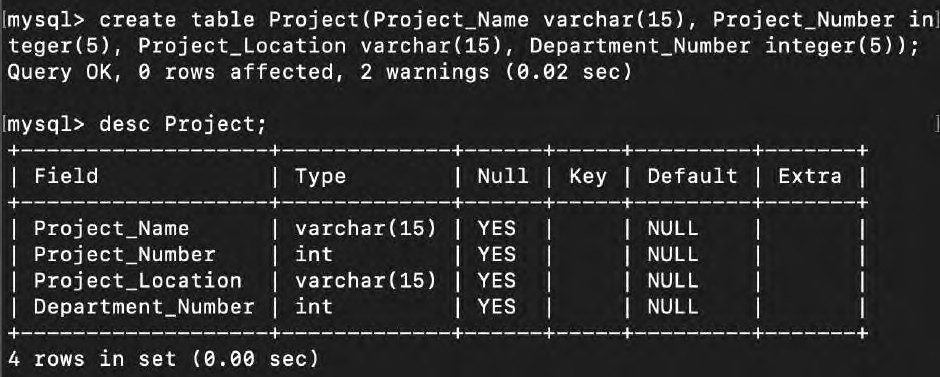 mysql> create table Project(Project_Name varchar(15), Project_Number in
teger(5), Project_Location varchar(15), Department_Number integer(5));
Query OK, 0 rows affected, 2 warnings (0.02 sec)
mysql> desc Project;
+-------------------+-------------+------+-----+---------+-------+
| Field             | Type        | Null | Key | Default | Extra |
+-------------------+-------------+------+-----+---------+-------+
| Project_Name      | varchar(15) | YES  |     | NULL    |       |
| Project_Number    | int         | YES  |     | NULL    |       |
| Project_Location  | varchar(15) | YES  |     | NULL    |       |
| Department_Number | int         | YES  |     | NULL    |       |
+-------------------+-------------+------+-----+---------+-------+
4 rows in set (0.00 sec)